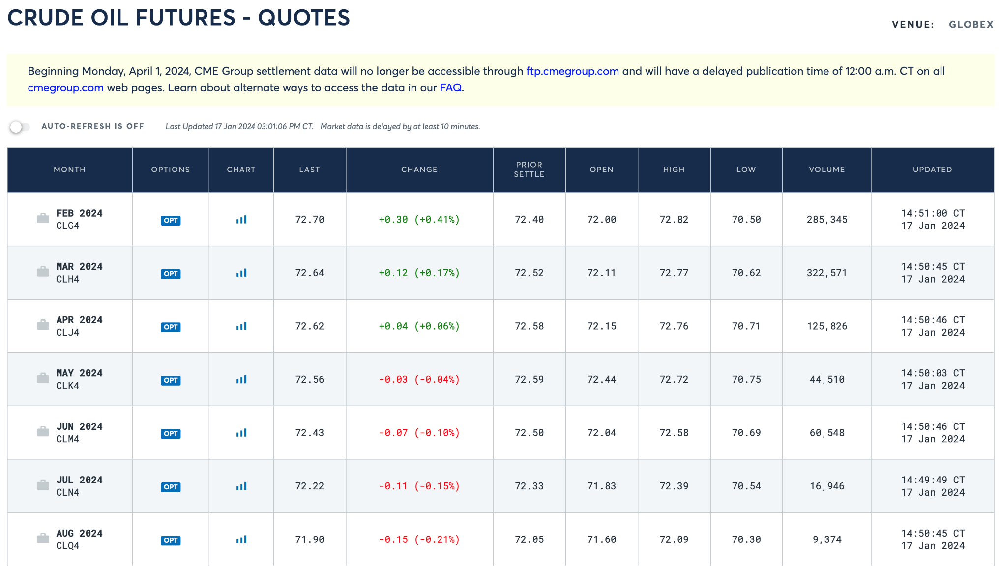 CRUDE OIL FUTURES - QUOTES
VENUE: GLOBEX
Beginning Monday, April 1, 2024, CME Group settlement data will no longer be accessible through ftp.cmegroup.com and will have a delayed publication time of 12:00 a.m. CT on all
cmegroup.com web pages. Learn about alternate ways to access the data in our FAQ.
AUTO-REFRESH IS OFF Last Updated 17 Jan 2024 03:01:06 PM CT. Market data is delayed by at least 10 minutes.
MONTH OPTIONS CHART LAST CHANGE PRIOR SETTLE OPEN HIGH LOW VOLUME UPDATED
FEB 2024 CLG4 OPT 72.70 +0.30 (+0.41%) 72.40 72.00 72.82 70.50 285,345 14:51:00 CT 17 Jan 2024
MAR 2024 CLH4 OPT 72.64 +0.12 (+0.17%) 72.52 72.11 72.77 70.62 322,571 14:50:45 CT 17 Jan 2024
APR 2024 CLJ4 OPT 72.62 +0.04 (+0.06%) 72.58 72.15 72.76 70.71 125,826 14:50:46 CT 17 Jan 2024
MAY 2024 CLK4 OPT 72.56 -0.03 (-0.04%) 72.59 72.44 72.72 70.75 44,510 14:50:03 CT 17 Jan 2024
JUN 2024 CLM4 OPT 72.43 -0.07 (-0.10%) 72.50 72.04 72.58 70.69 60,548 14:50:46 CT 17 Jan 2024
JUL 2024 CLN4 OPT 72.22 -0.11 (-0.15%) 72.33 71.83 72.39 70.54 16,946 14:49:49 CT 17 Jan 2024
AUG 2024 CLQ4 OPT 71.90 -0.15 (-0.21%) 72.05 71.60 72.09 70.30 9,374 14:50:45 CT 17 Jan 2024